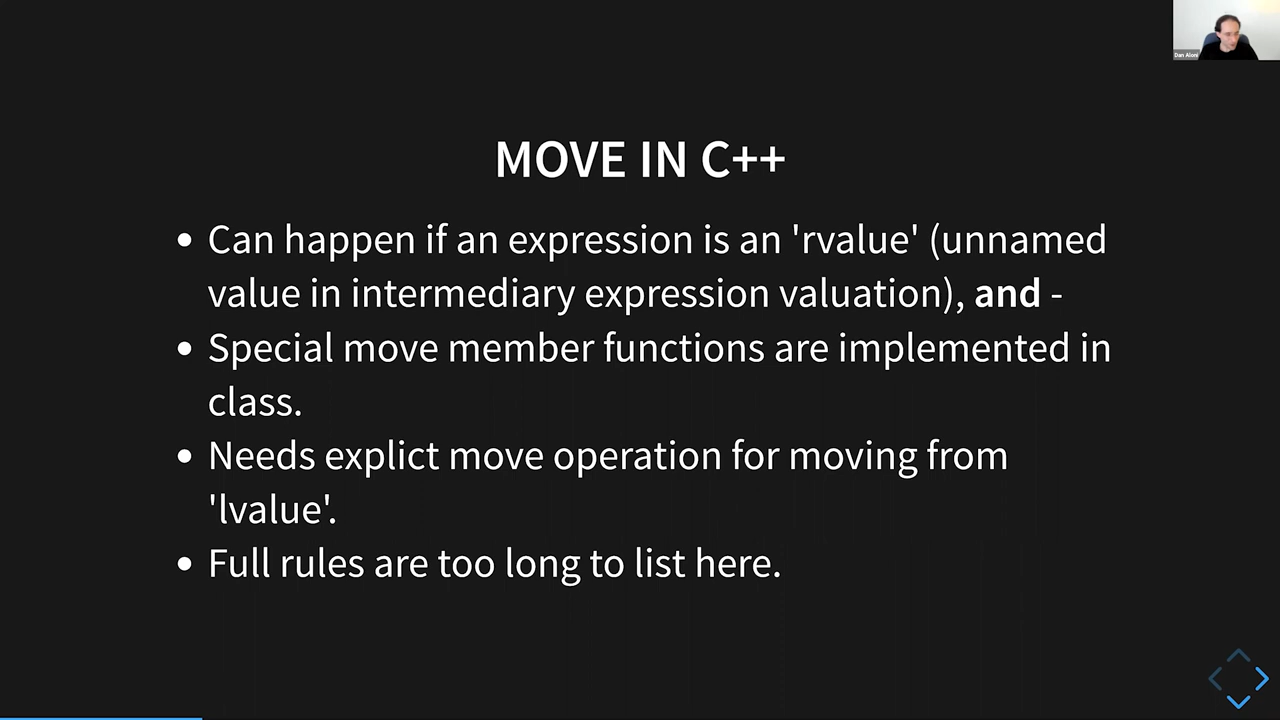 Dan Aloni
MOVE IN C++
• Can happen if an expression is an 'rvalue' (unnamed
value in intermediary expression valuation), and -
• Special move member functions are implemented in
class.
• Needs explict move operation for moving from
'lvalue'.
• Full rules are too long to list here.